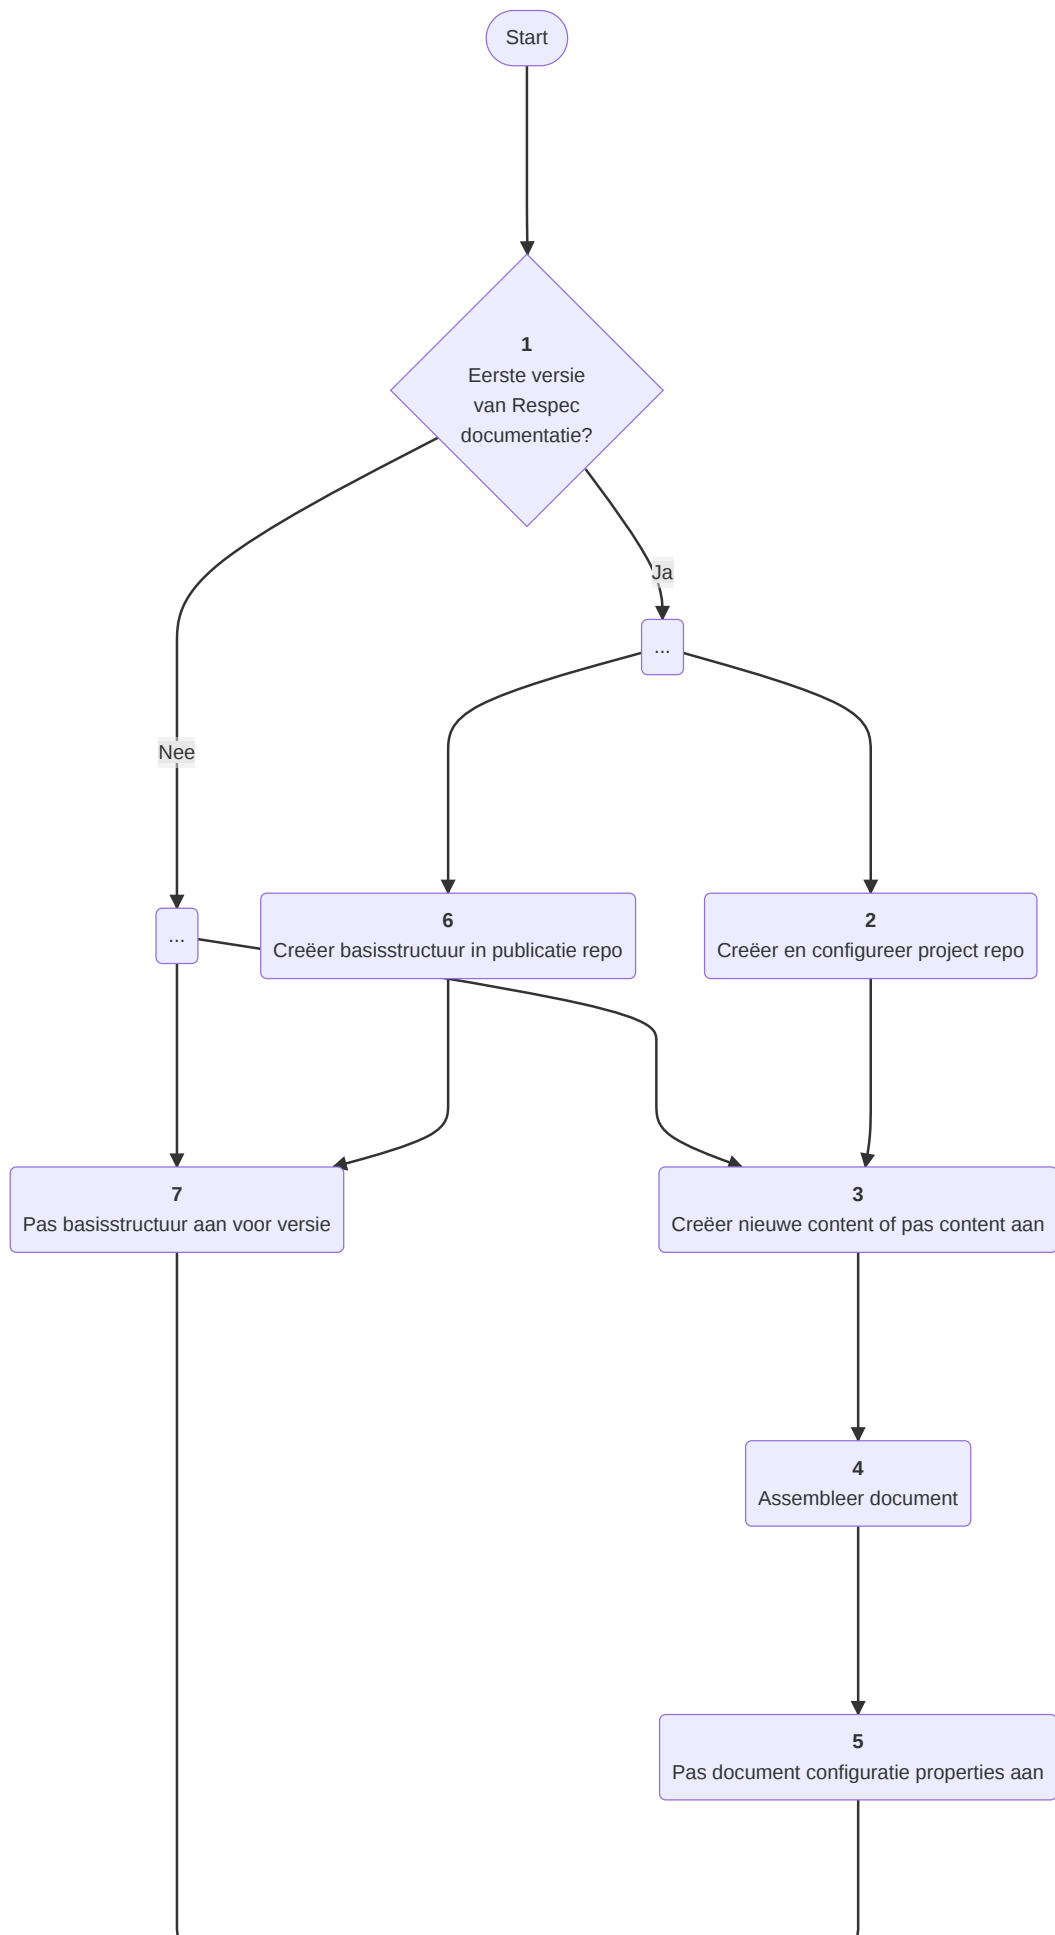 Start
1
Eerste versie
van Respec
documentatie?
Ja
...
Nee
...
6
Creëer basisstructuur in publicatie repo
2
Creëer en configureer project repo
7
Pas basisstructuur aan voor versie
3
Creëer nieuwe content of pas content aan
4
Assembleer document
5
Pas document configuratie properties aan